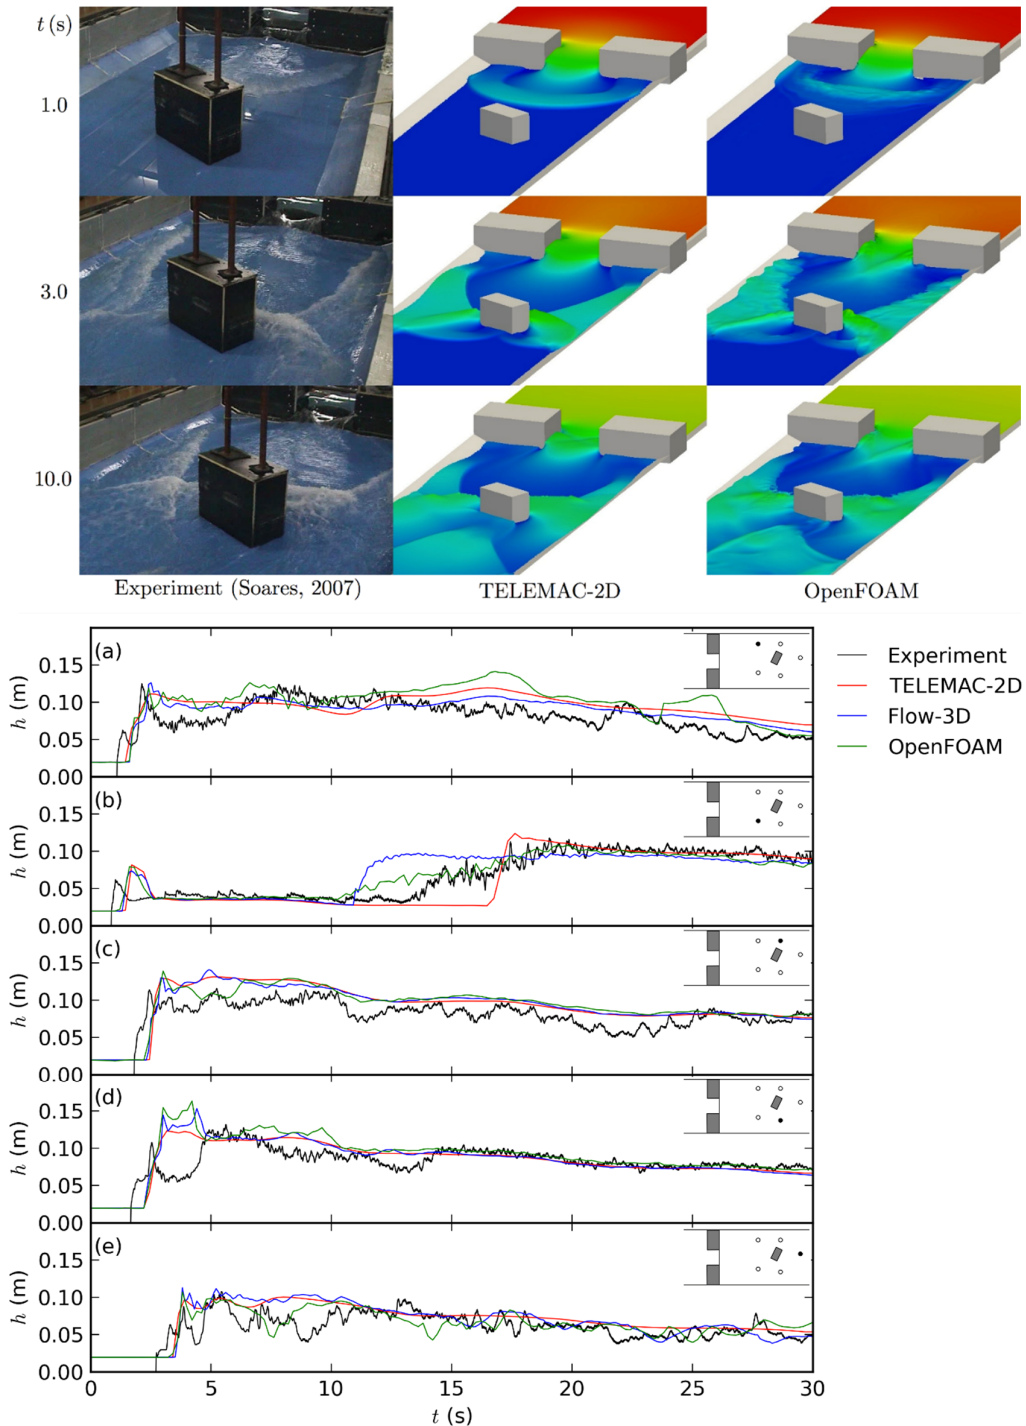 t (s)
1.0
3.0
10.0
Experiment (Soares, 2007)
TELEMAC-2D
OpenFOAM
(a)
0.15
0.10
0.05
0.00
h (m)
Experiment
TELEMAC-2D
Flow-3D
OpenFOAM
(b)
0.15
0.10
0.05
0.00
h (m)
(c)
0.15
0.10
0.05
0.00
h (m)
(d)
0.15
0.10
0.05
0.00
h (m)
(e)
0.15
0.10
0.05
0.00
h (m)
0 5 10 15 20 25 30
t (s)